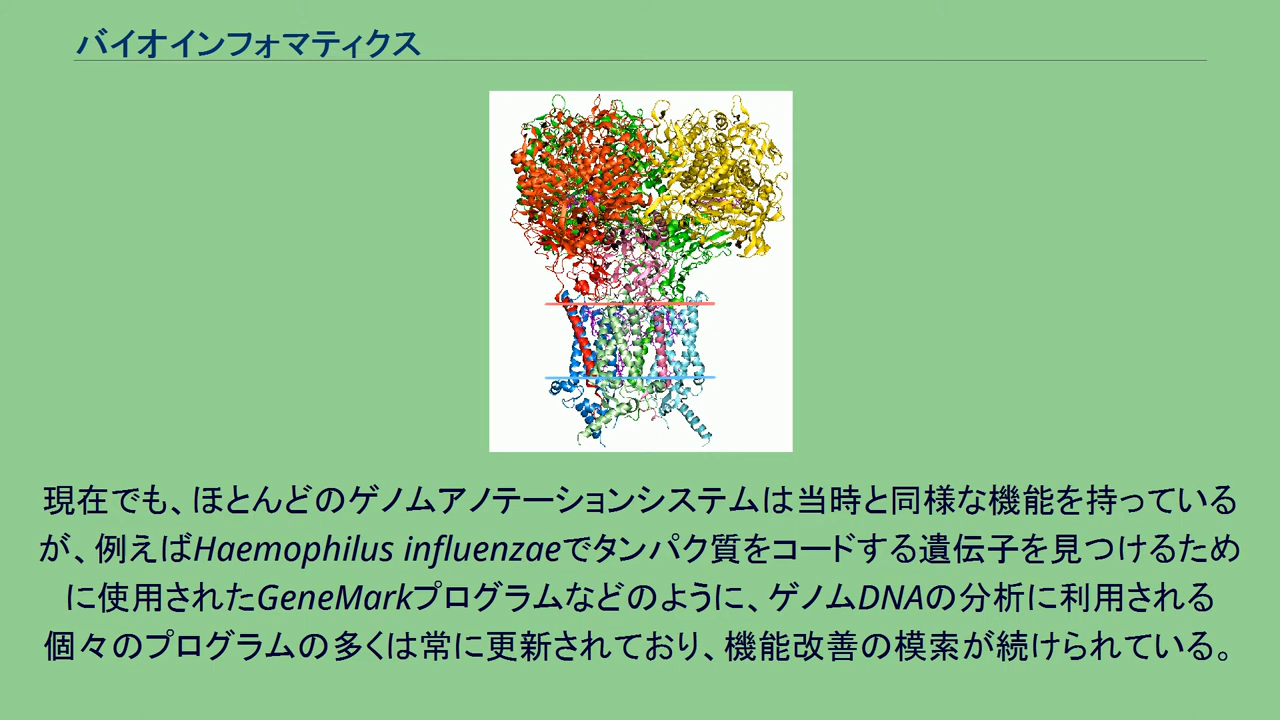 バイオインフォマティクス
現在でも、ほとんどのゲノムアノテーションシステムは当時と同様な機能を持っている
が、例えばHaemophilus influenzaeでタンパク質をコードする遺伝子を見つけるため
に使用されたGeneMarkプログラムなどのように、ゲノムDNAの分析に利用される
個々のプログラムの多くは常に更新されており、機能改善の模索が続けられている。